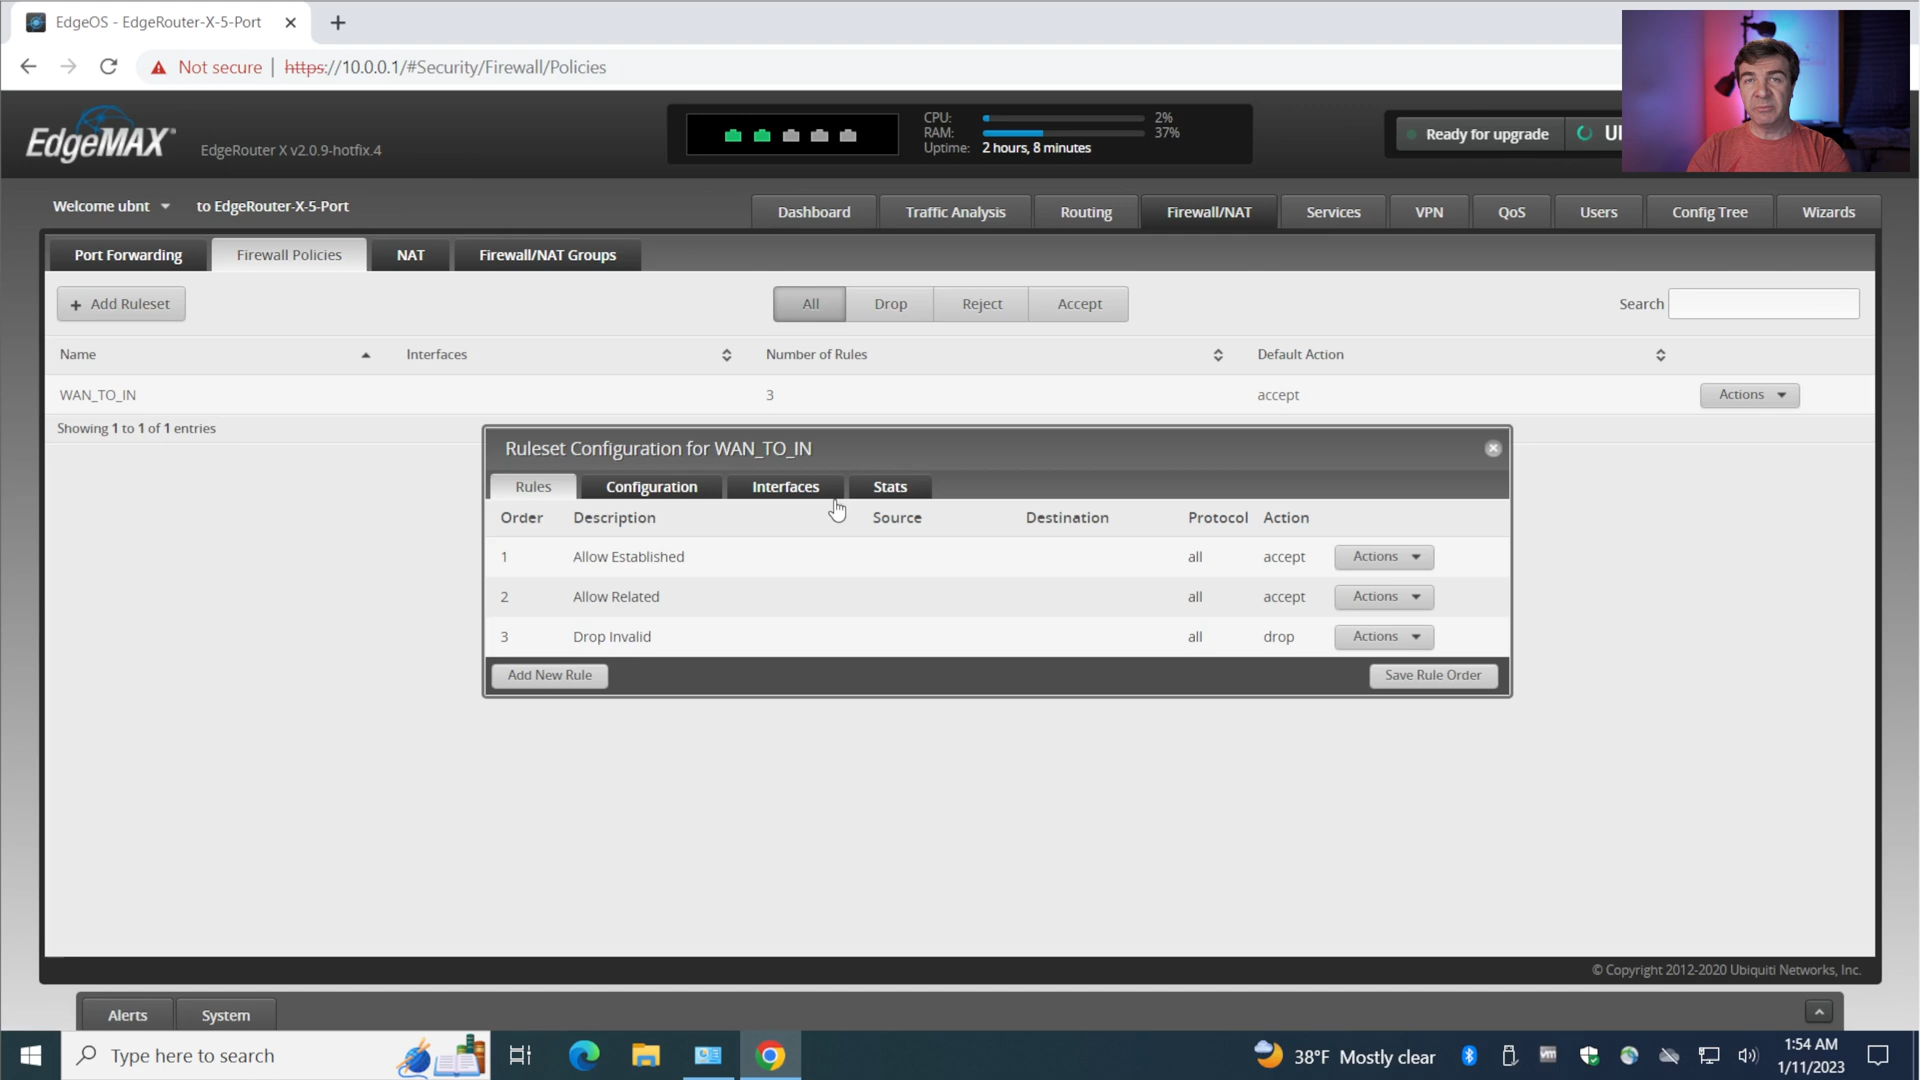 EdgeOS - EdgeRouter-X-5-Port
Not secure | https://10.0.0.1/#Security/Firewall/Policies
EdgeMAX
EdgeRouter X v2.0.9-hotfix.4
CPU: 2%
RAM: 37%
Uptime: 2 hours, 8 minutes
Ready for upgrade
Welcome ubnt to EdgeRouter-X-5-Port
Dashboard Traffic Analysis Routing Firewall/NAT Services VPN QoS Users Config Tree Wizards
Port Forwarding Firewall Policies NAT Firewall/NAT Groups
+ Add Ruleset All Drop Reject Accept Search
Name Interfaces Number of Rules Default Action
WAN_TO_IN 3 accept Actions
Showing 1 to 1 of 1 entries
Ruleset Configuration for WAN_TO_IN
Rules Configuration Interfaces Stats
Order Description Source Destination Protocol Action
1 Allow Established all accept Actions
2 Allow Related all accept Actions
3 Drop Invalid all drop Actions
Add New Rule Save Rule Order
© Copyright 2012-2020 Ubiquiti Networks, Inc.
Alerts System
Type here to search
38°F Mostly clear
1:54 AM
1/11/2023